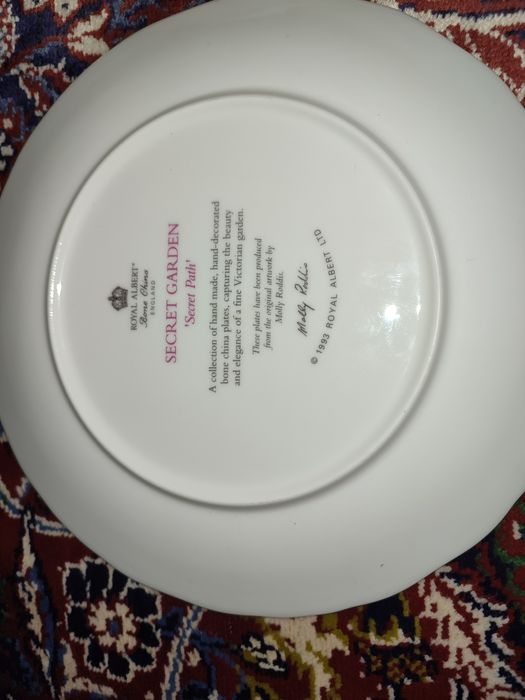 ROYAL ALBERT®
Bone China
ENGLAND
SECRET GARDEN
'Secret Path'
A collection of hand made, hand-decorated
bone china plates, capturing the beauty
and elegance of a fine Victorian garden.
These plates have been produced
from the original artwork by
Molly Roddis.
Molly Roddis
© 1993 ROYAL ALBERT LTD